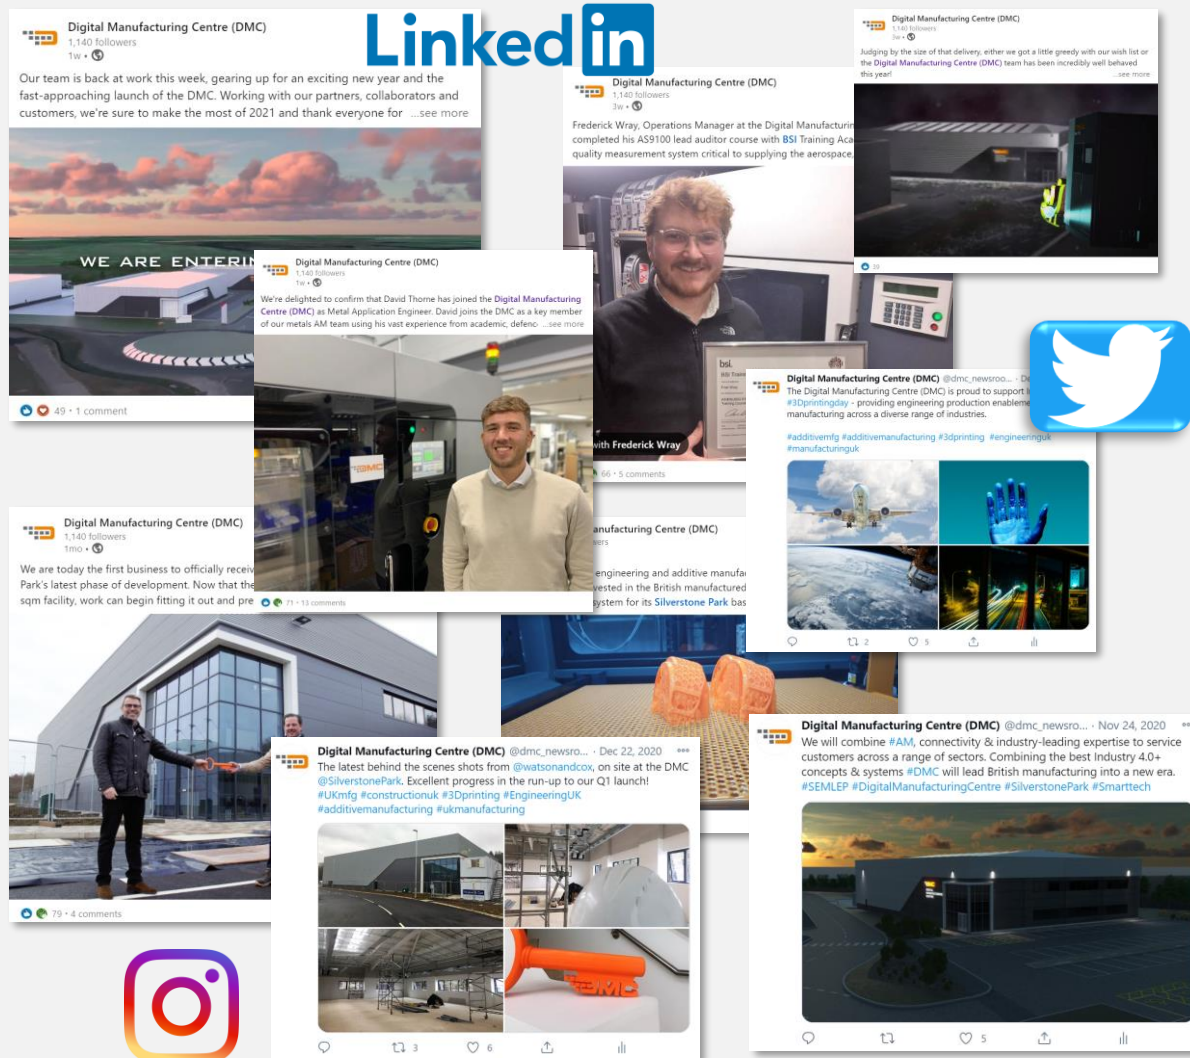 Linked in
Digital Manufacturing Centre (DMC)
1,140 followers
1w •
Our team is back at work this week, gearing up for an exciting new year and the
fast-approaching launch of the DMC. Working with our partners, collaborators and
customers, we're sure to make the most of 2021 and thank everyone for ...see more
WE ARE ENTERIN
49 • 1 comment
Digital Manufacturing Centre (DMC)
1,140 followers
3w •
Frederick Wray, Operations Manager at the Digital Manufacturin
completed his AS9100 lead auditor course with BSI Training Aca
quality measurement system critical to supplying the aerospace,
bsi.
with Frederick Wray
66 • 5 comments
Digital Manufacturing Centre (DMC)
1,140 followers
3w •
Judging by the size of that delivery, either we got a little greedy with our wish list or
the Digital Manufacturing Centre (DMC) team has been incredibly well behaved
this year! ...see more
39
Digital Manufacturing Centre (DMC)
1,140 followers
1w •
We're delighted to confirm that David Thorne has joined the Digital Manufacturing
Centre (DMC) as Metal Application Engineer. David joins the DMC as a key member
of our metals AM team using his vast experience from academic, defenc ...see more
DMC
71 • 13 comments
Digital Manufacturing Centre (DMC) @dmc_newsroo... · De
The Digital Manufacturing Centre (DMC) is proud to support
#3Dprintingday - providing engineering production enableme
manufacturing across a diverse range of industries.
#additivemfg #additivemanufacturing #3dprinting #engineeringuk
#manufacturinguk
2 5
Digital Manufacturing Centre (DMC)
1,140 followers
1mo •
We are today the first business to officially receiv
Park's latest phase of development. Now that the
sqm facility, work can begin fitting it out and pre
79 • 4 comments
anufacturing Centre (DMC)
ers
engineering and additive manufa
vested in the British manufactured
system for its Silverstone Park bas
Digital Manufacturing Centre (DMC) @dmc_newsro... · Dec 22, 2020
The latest behind the scenes shots from @watsonandcox, on site at the DMC
@SilverstonePark. Excellent progress in the run-up to our Q1 launch!
#UKmfg #constructionuk #3Dprinting #EngineeringUK
#additivemanufacturing #ukmanufacturing
DMC
3 6
Digital Manufacturing Centre (DMC) @dmc_newsro... · Nov 24, 2020
We will combine #AM, connectivity & industry-leading expertise to service
customers across a range of sectors. Combining the best Industry 4.0+
concepts & systems #DMC will lead British manufacturing into a new era.
#SEMLEP #DigitalManufacturingCentre #SilverstonePark #Smarttech
5